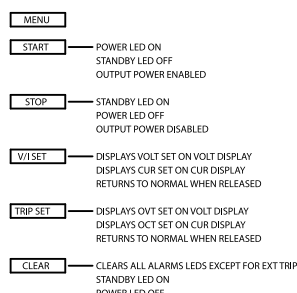 MENU
START
POWER LED ON
STANDBY LED OFF
OUTPUT POWER ENABLED
STOP
STANDBY LED ON
POWER LED OFF
OUTPUT POWER DISABLED
V/I SET
DISPLAYS VOLT SET ON VOLT DISPLAY
DISPLAYS CUR SET ON CUR DISPLAY
RETURNS TO NORMAL WHEN RELEASED
TRIP SET
DISPLAYS OVT SET ON VOLT DISPLAY
DISPLAYS OCT SET ON CUR DISPLAY
RETURNS TO NORMAL WHEN RELEASED
CLEAR
CLEARS ALL ALARMS LEDS EXCEPT FOR EXT TRIP
STANDBY LED ON
POWER LED OFF